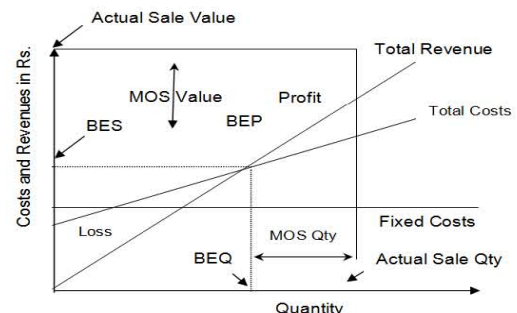 Actual Sale Value
Total Revenue
MOS Value
Profit
Total Costs
BES
BEP
Costs and Revenues in Rs.
Fixed Costs
Loss
MOS Qty
BEQ
Actual Sale Qty
Quantity